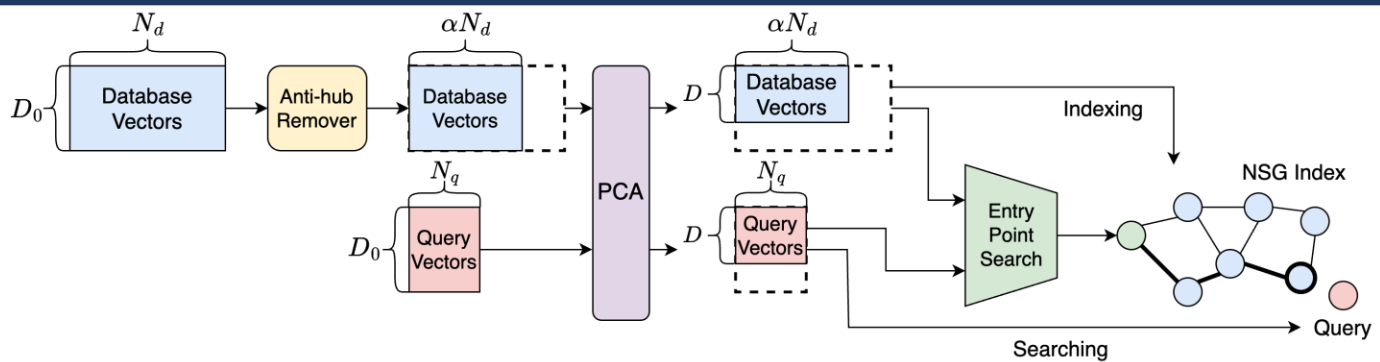 N_d
αN_d
αN_d
D_0
Database
Vectors
Anti-hub
Remover
Database
Vectors
D
Database
Vectors
Indexing
N_q
PCA
N_q
NSG Index
D_0
Query
Vectors
D
Query
Vectors
Entry
Point
Search
Query
Searching